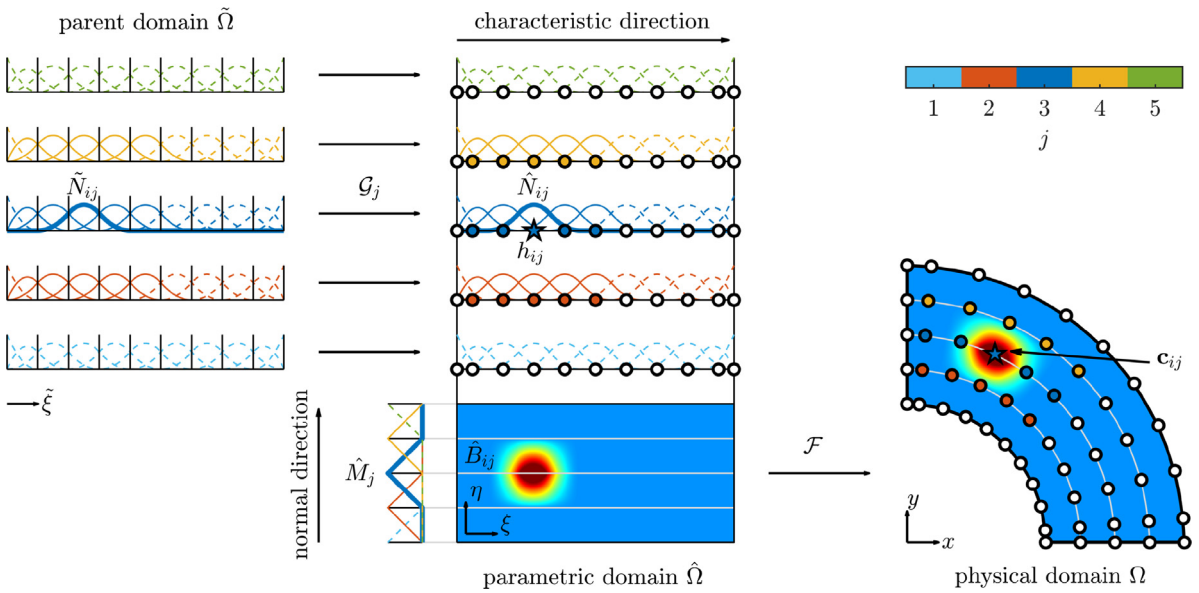 parent domain Ω̃
characteristic direction
1 2 3 4 5
j
Ñᵢⱼ
𝒢ⱼ
N̂ᵢⱼ
hᵢⱼ
cᵢⱼ
ξ̃
normal direction
M̂ⱼ
B̂ᵢⱼ
η
ξ
ℱ
y
x
parametric domain Ω̂
physical domain Ω